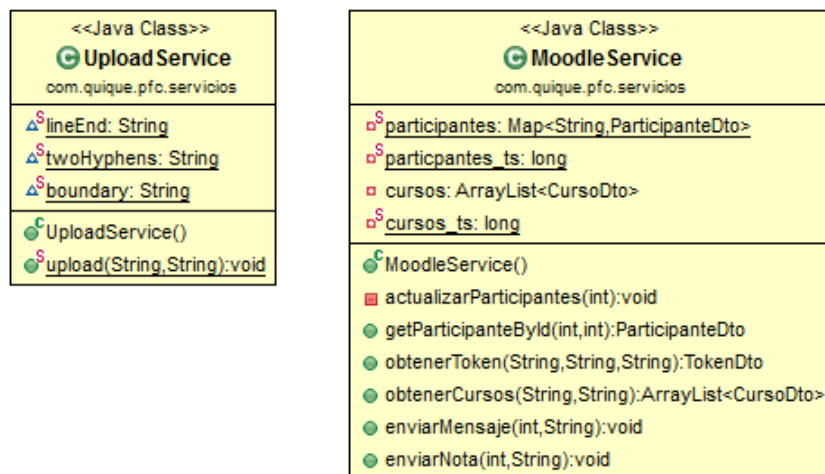 <<Java Class>>
UploadService
com.quique.pfc.servicios
lineEnd: String
twoHyphens: String
boundary: String
UploadService()
upload(String,String):void
<<Java Class>>
MoodleService
com.quique.pfc.servicios
participantes: Map<String,ParticipanteDto>
particpantes_ts: long
cursos: ArrayList<CursoDto>
cursos_ts: long
MoodleService()
actualizarParticipantes(int):void
getParticipanteById(int,int):ParticipanteDto
obtenerToken(String,String,String):TokenDto
obtenerCursos(String,String):ArrayList<CursoDto>
enviarMensaje(int,String):void
enviarNota(int,String):void